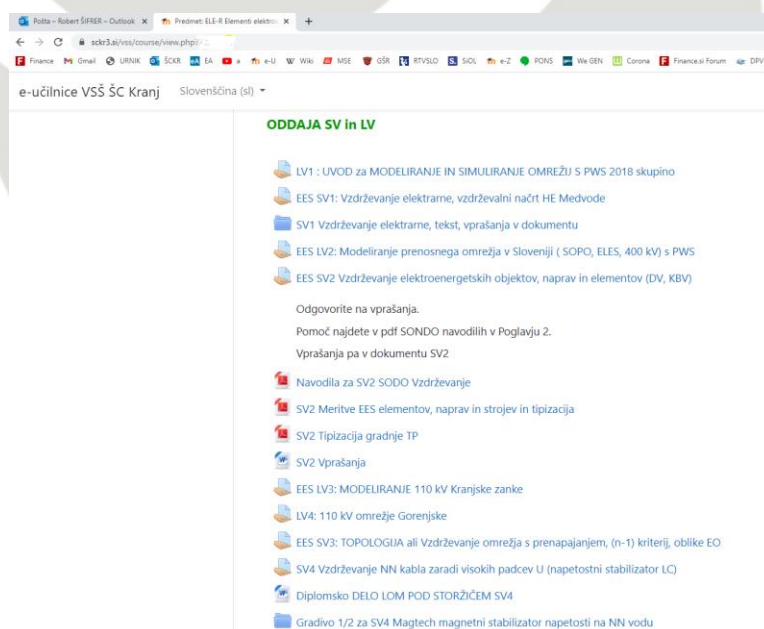 Pošta – Robert ŠIFRER – Outlook
Predmet: ELE-R Elementi elektro
sckr3.si/vss/course/view.php?
Finance Gmail URNIK ŠCKR EA a e-U Wiki MSE GŠR RTVSLO SiOL e-Z PONS We GEN Corona Finance.si Forum DPV
e-učilnice VSŠ ŠC Kranj Slovenščina (sl)
ODDAJA SV in LV
LV1 : UVOD za MODELIRANJE IN SIMULIRANJE OMREŽIJ S PWS 2018 skupino
EES SV1: Vzdrževanje elektrarne, vzdrževalni načrt HE Medvode
SV1 Vzdrževanje elektrarne, tekst, vprašanja v dokumentu
EES LV2: Modeliranje prenosnega omrežja v Sloveniji ( SOPO, ELES, 400 kV) s PWS
EES SV2 Vzdrževanje elektroenergetskih objektov, naprav in elementov (DV, KBV)
Odgovorite na vprašanja.
Pomoč najdete v pdf SONDO navodilih v Poglavju 2.
Vprašanja pa v dokumentu SV2
Navodila za SV2 SODO Vzdrževanje
SV2 Meritve EES elementov, naprav in strojev in tipizacija
SV2 Tipizacija gradnje TP
SV2 Vprašanja
EES LV3: MODELIRANJE 110 kV Kranjske zanke
LV4: 110 kV omrežje Gorenjske
EES SV3: TOPOLOGIJA ali Vzdrževanje omrežja s prenapajanjem, (n-1) kriterij, oblike EO
SV4 Vzdrževanje NN kabla zaradi visokih padcev U (napetostni stabilizator LC)
Diplomsko DELO LOM POD STORŽIČEM SV4
Gradivo 1/2 za SV4 Magtech magnetni stabilizator napetosti na NN vodu